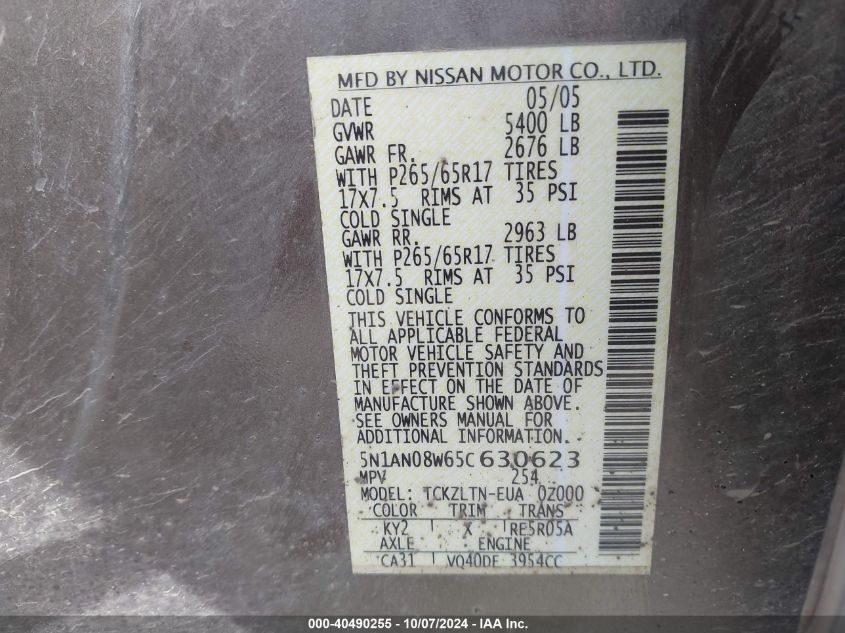 MFD BY NISSAN MOTOR CO., LTD.
DATE 05/05
GVWR 5400 LB
GAWR FR. 2676 LB
WITH P265/65R17 TIRES
17X7.5 RIMS AT 35 PSI
COLD SINGLE
GAWR RR. 2963 LB
WITH P265/65R17 TIRES
17X7.5 RIMS AT 35 PSI
COLD SINGLE
THIS VEHICLE CONFORMS TO
ALL APPLICABLE FEDERAL
MOTOR VEHICLE SAFETY AND
THEFT PREVENTION STANDARDS
IN EFFECT ON THE DATE OF
MANUFACTURE SHOWN ABOVE.
SEE OWNERS MANUAL FOR
ADDITIONAL INFORMATION.
5N1AN08W65C630623
MPV 254
MODEL: TCKZLTN-EUA 0Z000
COLOR TRIM TRANS
KY2 X RE5R05A
AXLE ENGINE
CA31 VQ40DE 3954CC
000-40490255 - 10/07/2024 - IAA Inc.